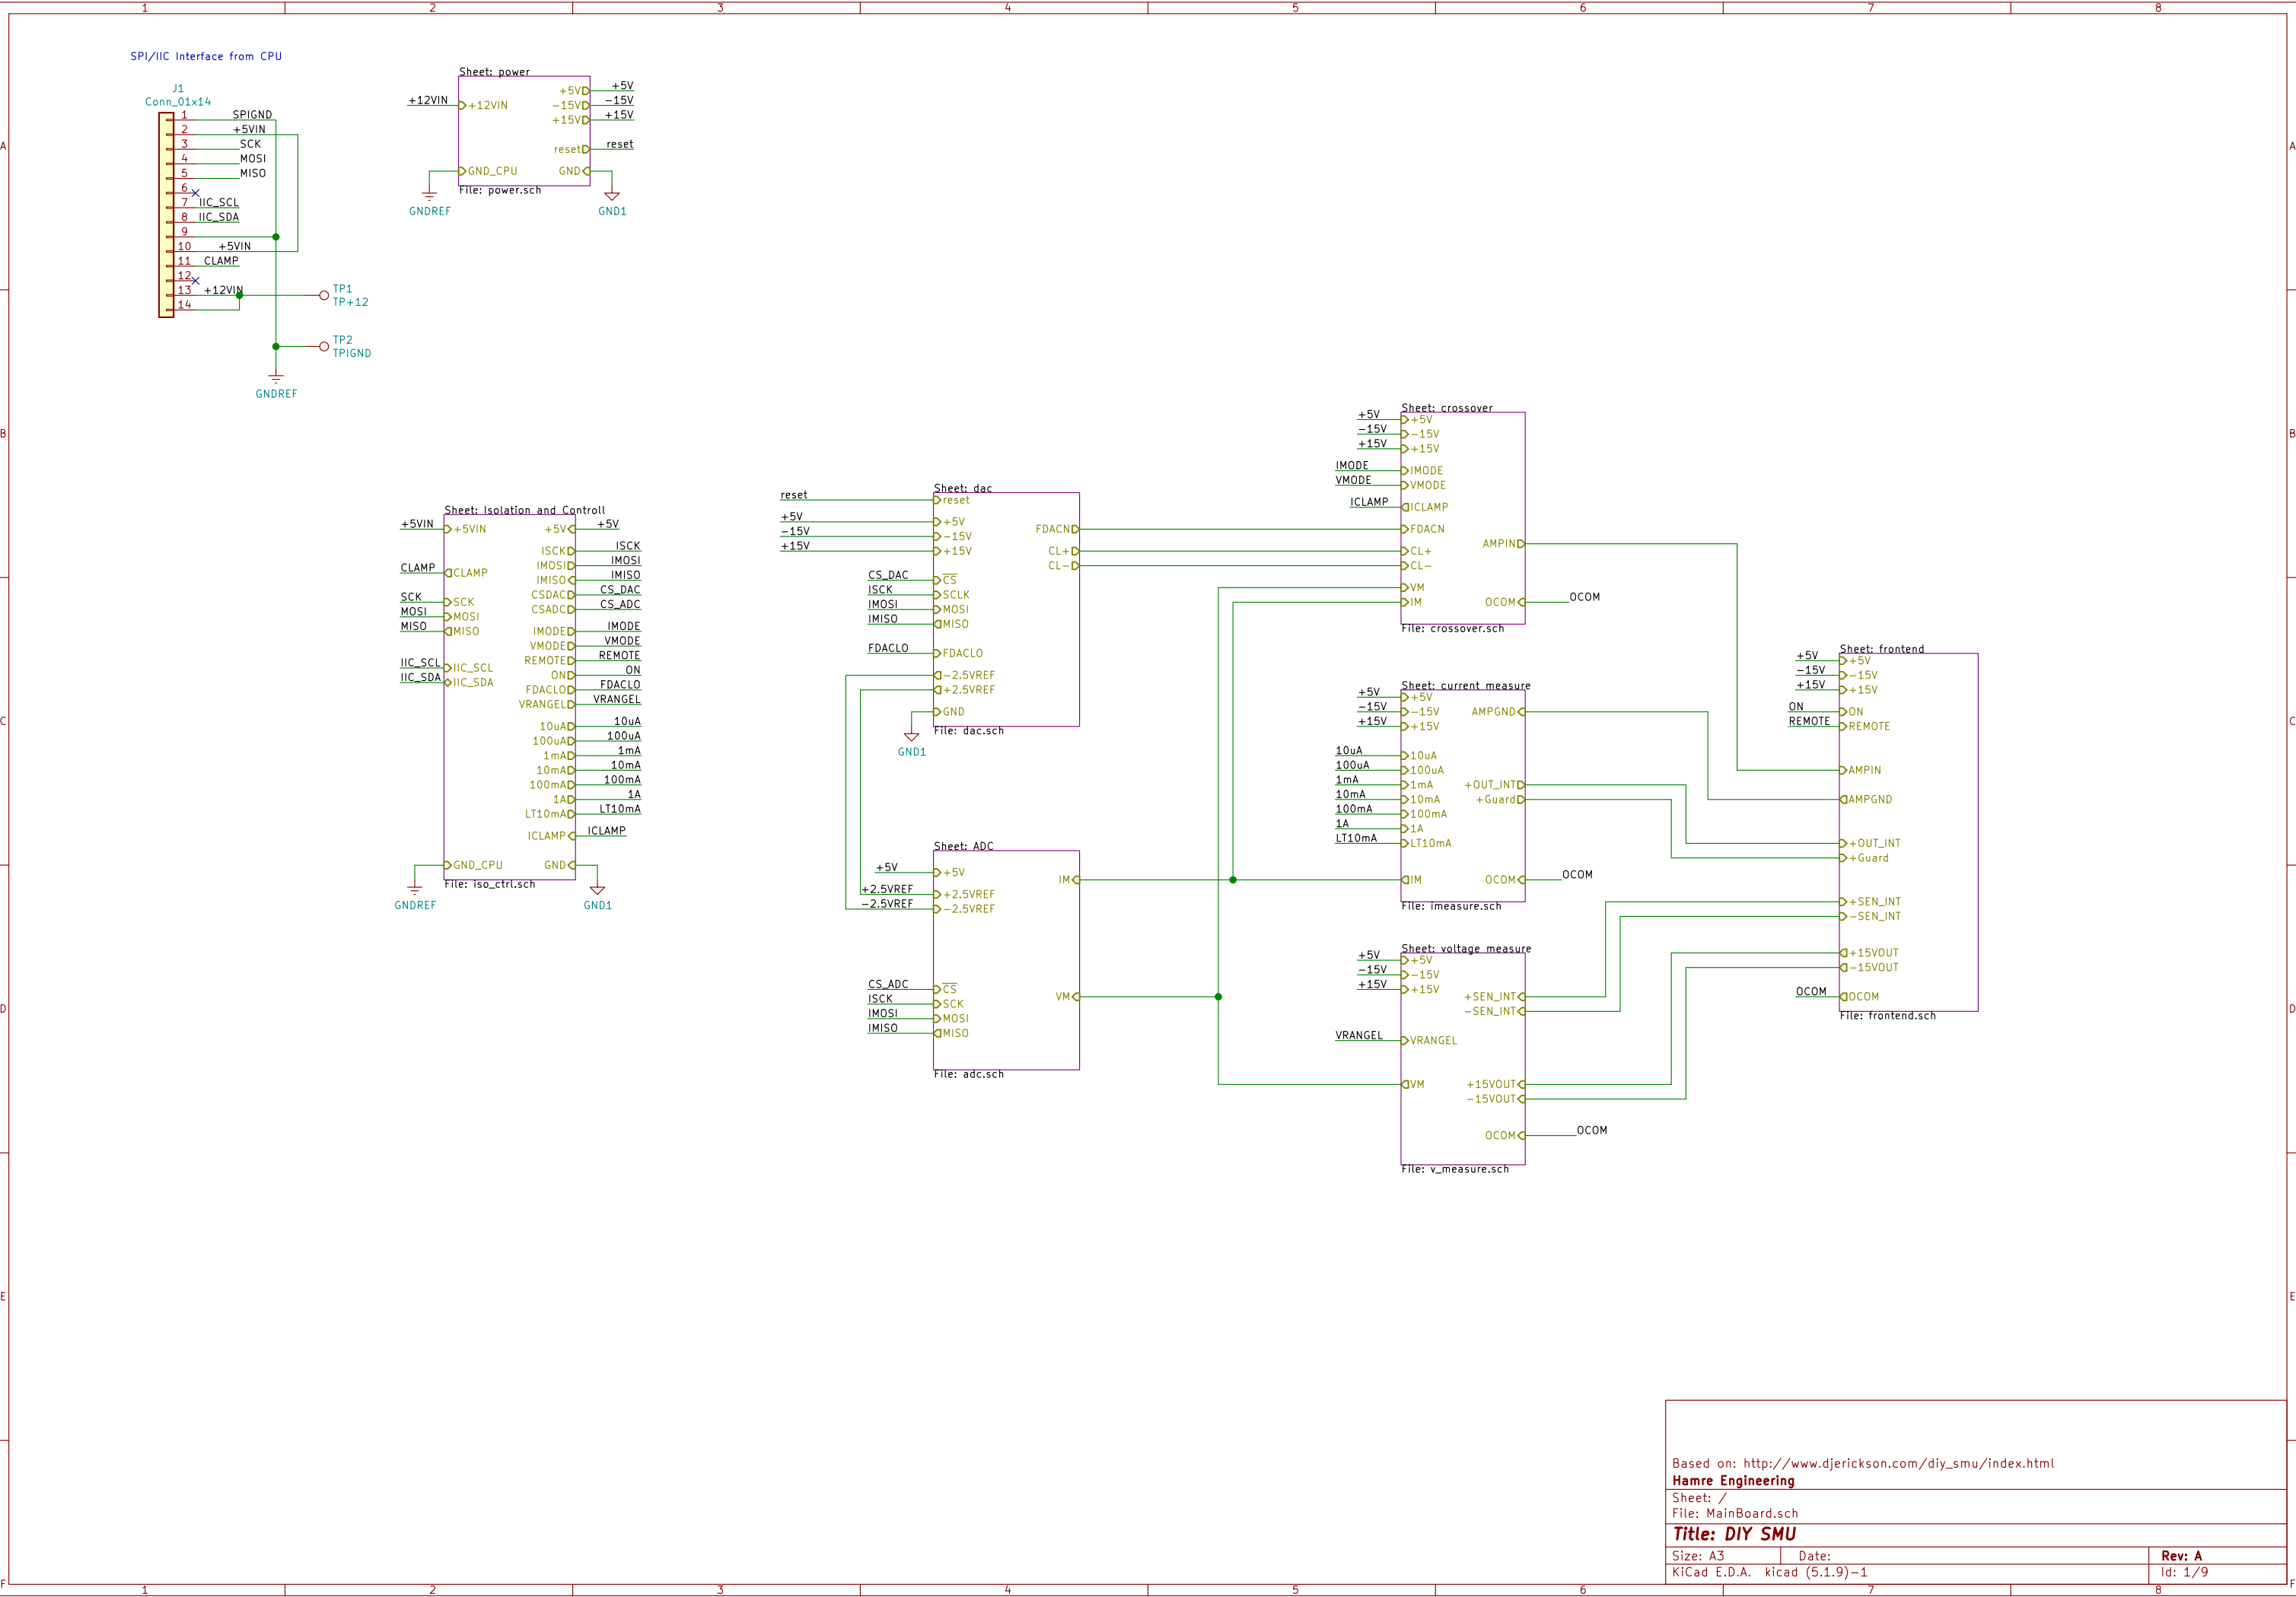 1 2 3 4 5 6 7 8
A
B
C
D
E
F
SPI/IIC Interface from CPU
J1
Conn_01x14
1 SPIGND
2 +5VIN
3 SCK
4 MOSI
5 MISO
6
7 IIC_SCL
8 IIC_SDA
9
10 +5VIN
11 CLAMP
12
13 +12VIN
14
TP1
TP+12
TP2
TPIGND
GNDREF
Sheet: power
+12VIN +12VIN
GND_CPU
GNDREF
+5V +5V
-15V -15V
+15V +15V
reset reset
GND
GND1
File: power.sch
Sheet: Isolation and Controll
+5VIN +5VIN
CLAMP CLAMP
SCK SCK
MOSI MOSI
MISO MISO
IIC_SCL IIC_SCL
IIC_SDA IIC_SDA
GND_CPU
GNDREF
+5V +5V
ISCK ISCK
IMOSI IMOSI
IMISO IMISO
CSDAC CS_DAC
CSADC CS_ADC
IMODE IMODE
VMODE VMODE
REMOTE REMOTE
ON ON
FDACLO FDACLO
VRANGEL VRANGEL
10uA 10uA
100uA 100uA
1mA 1mA
10mA 10mA
100mA 100mA
1A 1A
LT10mA LT10mA
ICLAMP ICLAMP
GND
GND1
File: iso_ctrl.sch
Sheet: dac
reset reset
+5V +5V
-15V -15V
+15V +15V
CS_DAC CS
ISCK SCLK
IMOSI MOSI
IMISO MISO
FDACLO FDACLO
-2.5VREF
+2.5VREF
GND
GND1
FDACN
CL+
CL-
File: dac.sch
Sheet: ADC
+5V +5V
+2.5VREF +2.5VREF
-2.5VREF -2.5VREF
CS_ADC CS
ISCK SCK
IMOSI MOSI
IMISO MISO
IM
VM
File: adc.sch
Sheet: crossover
+5V +5V
-15V -15V
+15V +15V
IMODE IMODE
VMODE VMODE
ICLAMP ICLAMP
FDACN
CL+
CL-
VM
IM
AMPIN
OCOM OCOM
File: crossover.sch
Sheet: current measure
+5V +5V
-15V -15V
+15V +15V
10uA 10uA
100uA 100uA
1mA 1mA
10mA 10mA
100mA 100mA
1A 1A
LT10mA LT10mA
IM
AMPGND
+OUT_INT
+Guard
OCOM OCOM
File: imeasure.sch
Sheet: voltage measure
+5V +5V
-15V -15V
+15V +15V
VRANGEL VRANGEL
VM
+SEN_INT
-SEN_INT
+15VOUT
-15VOUT
OCOM OCOM
File: v_measure.sch
Sheet: frontend
+5V +5V
-15V -15V
+15V +15V
ON ON
REMOTE REMOTE
AMPIN
AMPGND
+OUT_INT
+Guard
+SEN_INT
-SEN_INT
+15VOUT
-15VOUT
OCOM OCOM
File: frontend.sch
Based on: http://www.djerickson.com/diy_smu/index.html
Hamre Engineering
Sheet: /
File: MainBoard.sch
Title: DIY SMU
Size: A3 Date: Rev: A
KiCad E.D.A. kicad (5.1.9)-1 Id: 1/9
A
B
C
D
E
F
1 2 3 4 5 6 7 8